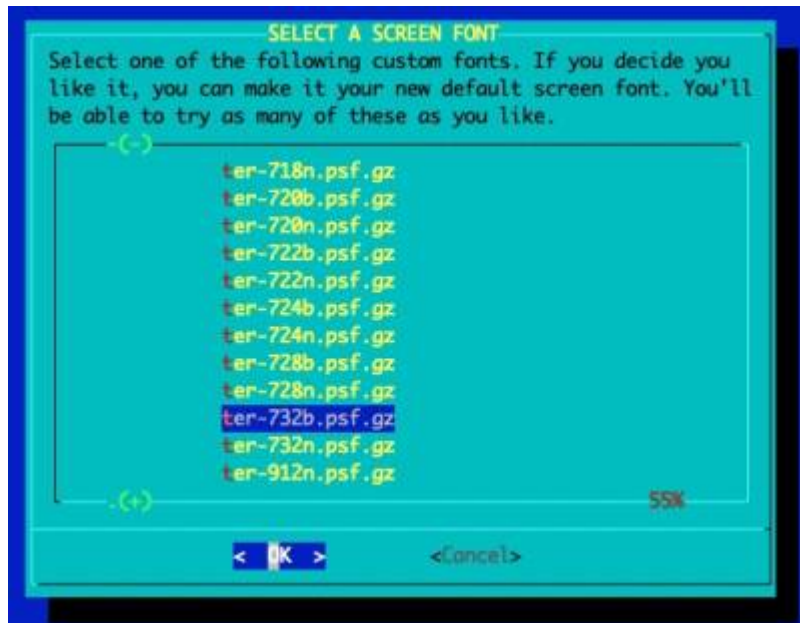 SELECT A SCREEN FONT
Select one of the following custom fonts. If you decide you
like it, you can make it your new default screen font. You'll
be able to try as many of these as you like.
-(-)
ter-718n.psf.gz
ter-720b.psf.gz
ter-720n.psf.gz
ter-722b.psf.gz
ter-722n.psf.gz
ter-724b.psf.gz
ter-724n.psf.gz
ter-728b.psf.gz
ter-728n.psf.gz
ter-732b.psf.gz
ter-732n.psf.gz
ter-912n.psf.gz
.(+) 55%
< OK > <Cancel>